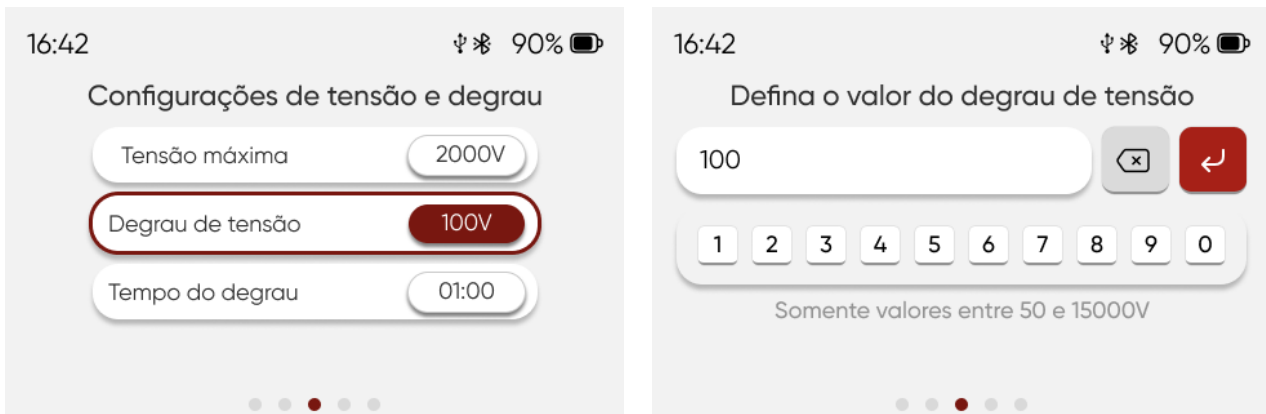 16:42 90%
Configurações de tensão e degrau
Tensão máxima 2000V
Degrau de tensão 100V
Tempo do degrau 01:00
16:42 90%
Defina o valor do degrau de tensão
100
1 2 3 4 5 6 7 8 9 0
Somente valores entre 50 e 15000V